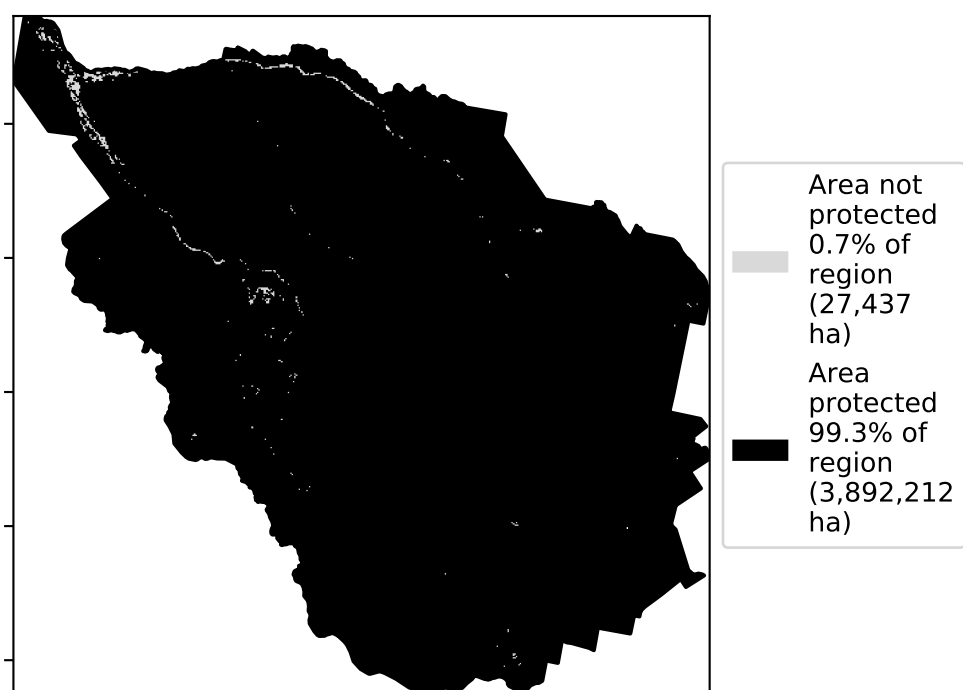 Area not
protected
0.7% of
region
(27,437
ha)
Area
protected
99.3% of
region
(3,892,212
ha)